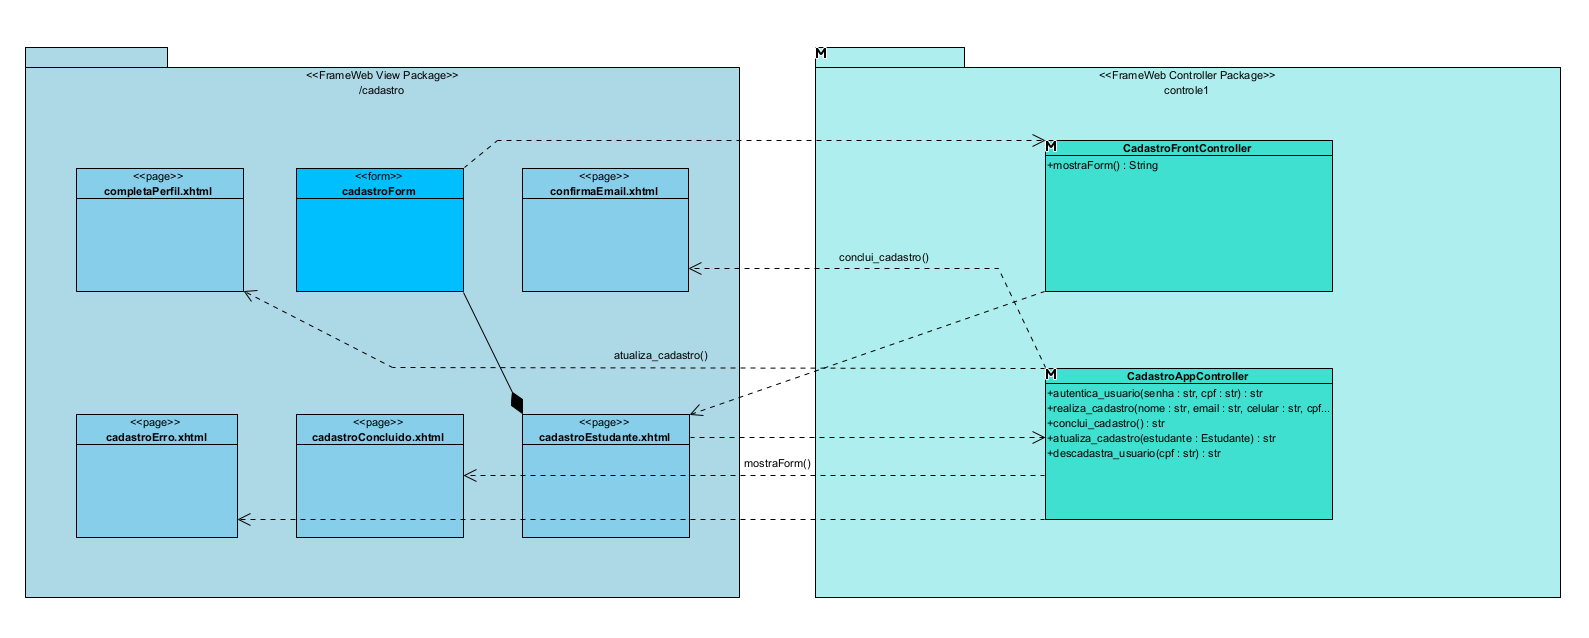 <<FrameWeb View Package>>
/cadastro
<<page>>
completaPerfil.xhtml
<<form>>
cadastroForm
<<page>>
confirmaEmail.xhtml
atualiza_cadastro()
<<page>>
cadastroErro.xhtml
<<page>>
cadastroConcluido.xhtml
<<page>>
cadastroEstudante.xhtml
mostraForm()
M
<<FrameWeb Controller Package>>
controle1
M
CadastroFrontController
+mostraForm() : String
conclui_cadastro()
M
CadastroAppController
+autentica_usuario(senha : str, cpf : str) : str
+realiza_cadastro(nome : str, email : str, celular : str, cpf...
+conclui_cadastro() : str
+atualiza_cadastro(estudante : Estudante) : str
+descadastra_usuario(cpf : str) : str